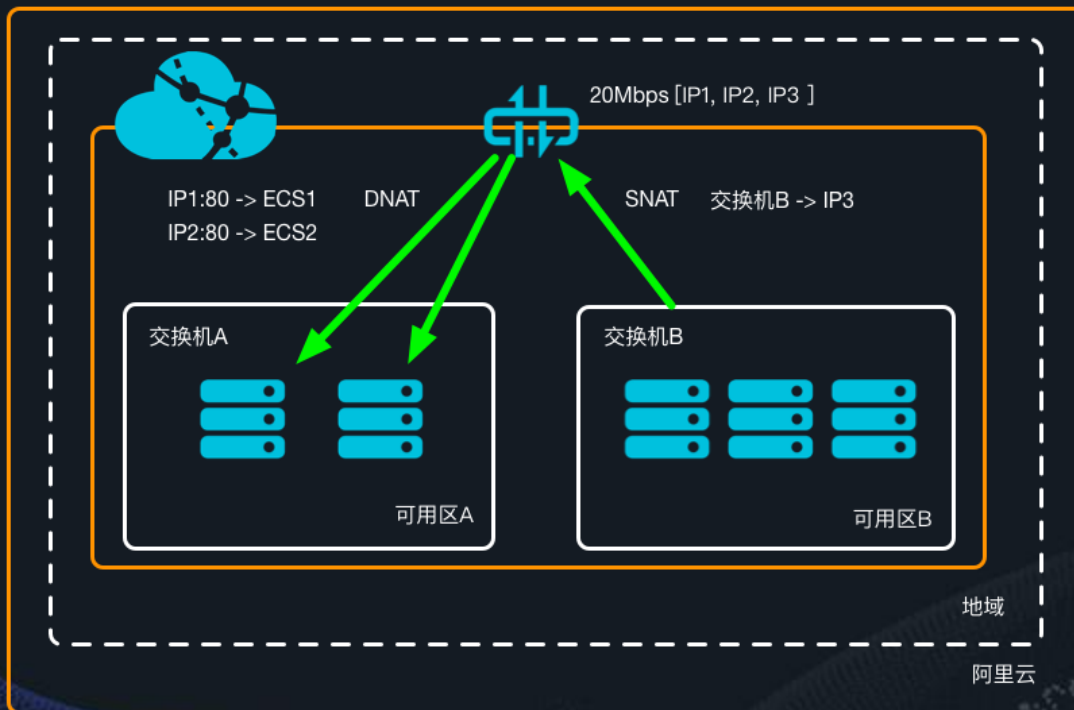 20Mbps [IP1, IP2, IP3 ]
IP1:80 -> ECS1
DNAT
SNAT
交换机B -> IP3
IP2:80 -> ECS2
交换机A
交换机B
可用区A
可用区B
地域
阿里云